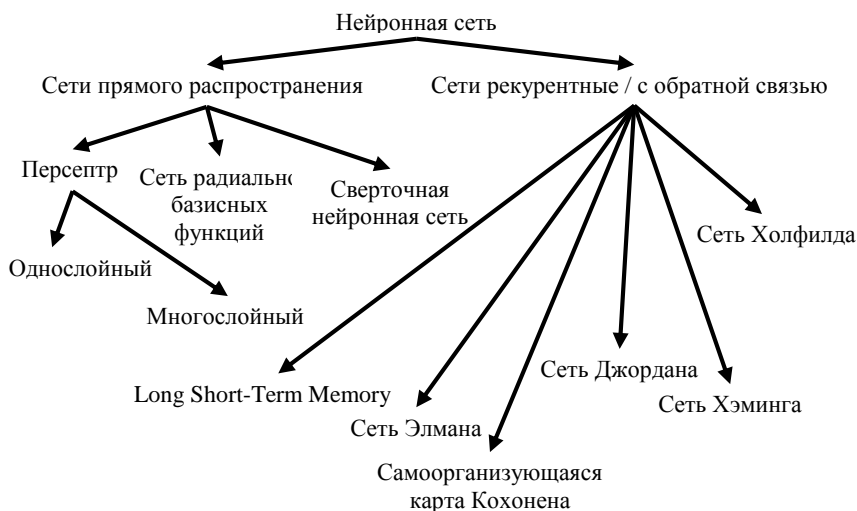 Нейронная сеть
Сети прямого распространения
Сети рекурентные / с обратной связью
Персептр
Сеть радиально
базисных
функций
Сверточная
нейронная сеть
Сеть Холфилда
Однослойный
Многослойный
Long Short-Term Memory
Сеть Джордана
Сеть Хэминга
Сеть Элмана
Самоорганизующаяся
карта Кохонена